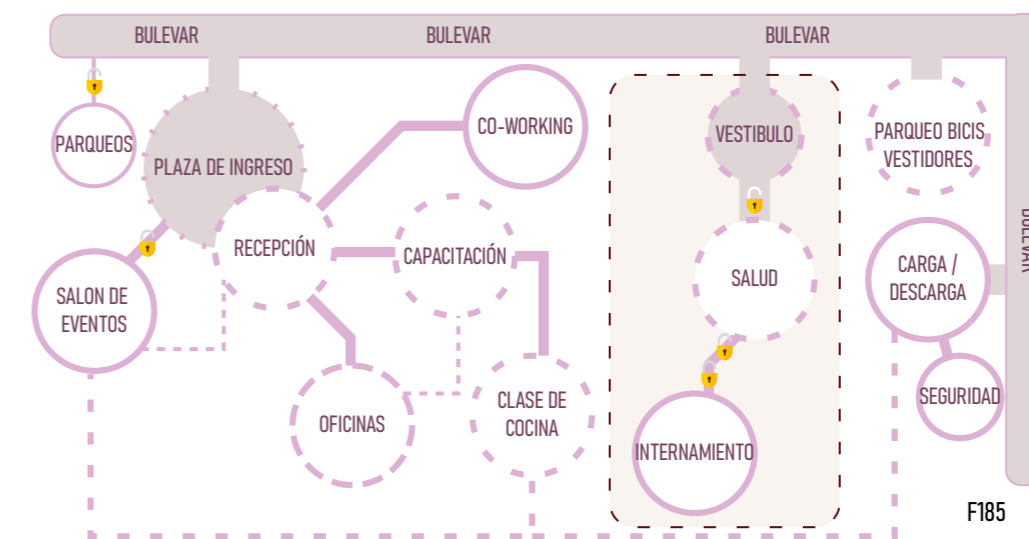 BULEVAR
BULEVAR
BULEVAR
PARQUEOS
PLAZA DE INGRESO
CO-WORKING
VESTIBULO
PARQUEO BICIS
VESTIDORES
BULEVAR
RECEPCIÓN
CAPACITACIÓN
SALUD
CARGA /
DESCARGA
SALON DE
EVENTOS
OFICINAS
CLASE DE
COCINA
INTERNAMIENTO
SEGURIDAD
F185